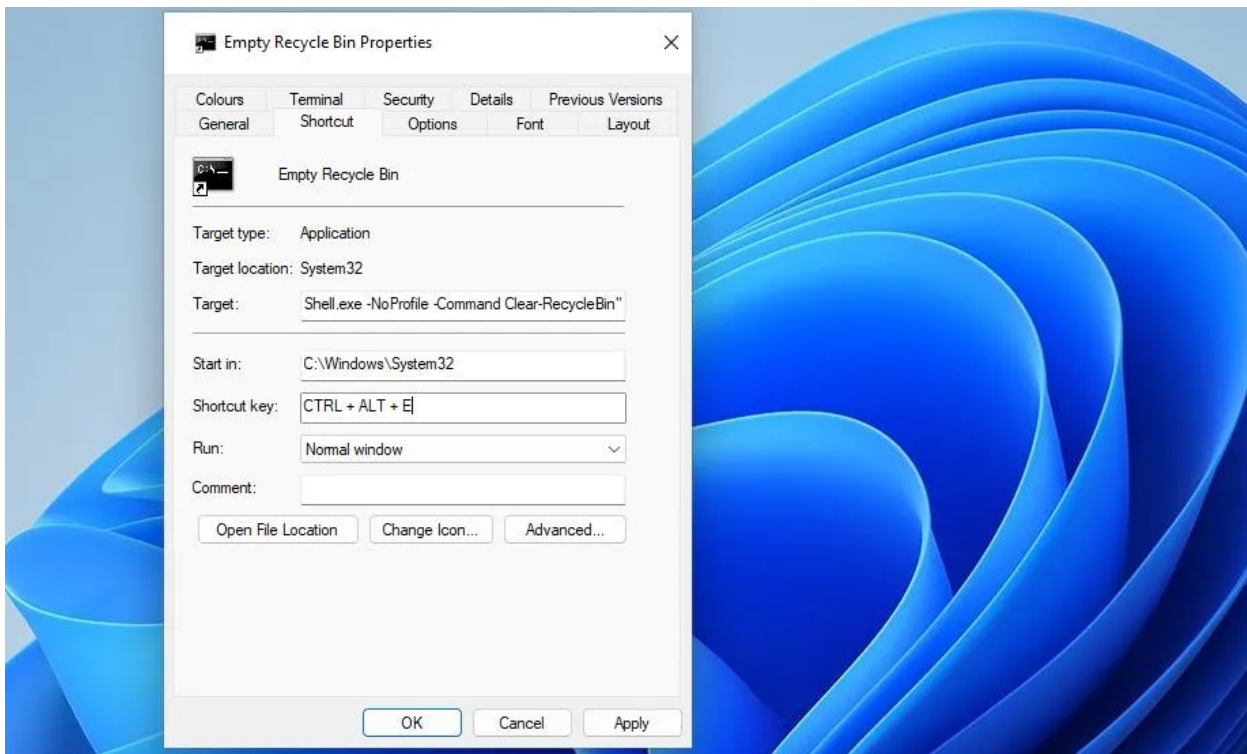 Empty Recycle Bin Properties
Colours Terminal Security Details Previous Versions
General Shortcut Options Font Layout
C:\
Empty Recycle Bin
Target type: Application
Target location: System32
Target: Shell.exe -NoProfile -Command Clear-RecycleBin"
Start in: C:\Windows\System32
Shortcut key: CTRL + ALT + E
Run: Normal window
Comment:
Open File Location Change Icon... Advanced...
OK Cancel Apply